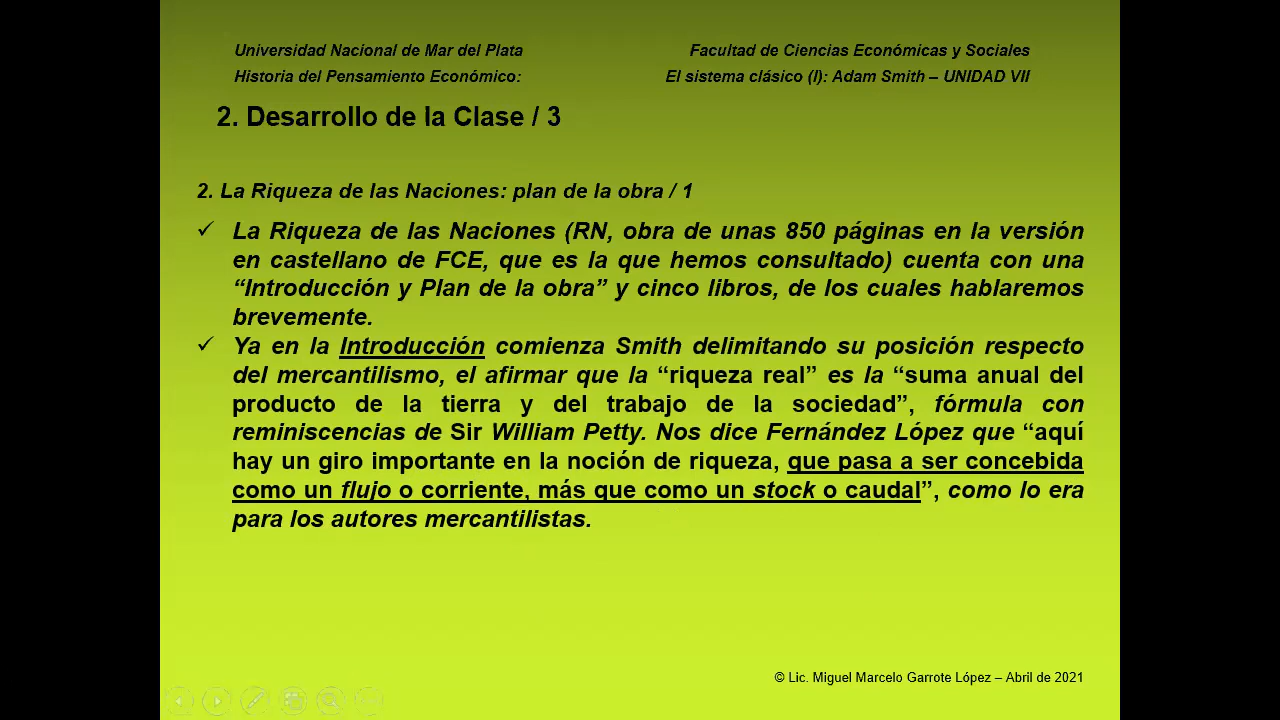 Universidad Nacional de Mar del Plata Facultad de Ciencias Económicas y Sociales
Historia del Pensamiento Económico: El sistema clásico (I): Adam Smith – UNIDAD VII
2. Desarrollo de la Clase / 3
2. La Riqueza de las Naciones: plan de la obra / 1
✓ La Riqueza de las Naciones (RN, obra de unas 850 páginas en la versión
en castellano de FCE, que es la que hemos consultado) cuenta con una
“Introducción y Plan de la obra” y cinco libros, de los cuales hablaremos
brevemente.
✓ Ya en la Introducción comienza Smith delimitando su posición respecto
del mercantilismo, el afirmar que la “riqueza real” es la “suma anual del
producto de la tierra y del trabajo de la sociedad”, fórmula con
reminiscencias de Sir William Petty. Nos dice Fernández López que “aquí
hay un giro importante en la noción de riqueza, que pasa a ser concebida
como un flujo o corriente, más que como un stock o caudal”, como lo era
para los autores mercantilistas.
© Lic. Miguel Marcelo Garrote López – Abril de 2021